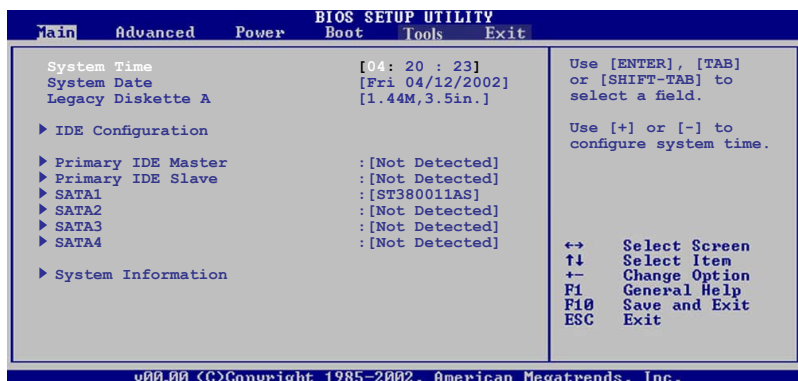 BIOS SETUP UTILITY
Main Advanced Power Boot Tools Exit
System Time [04: 20 : 23]
System Date [Fri 04/12/2002]
Legacy Diskette A [1.44M,3.5in.]
IDE Configuration
Primary IDE Master :[Not Detected]
Primary IDE Slave :[Not Detected]
SATA1 :[ST380011AS]
SATA2 :[Not Detected]
SATA3 :[Not Detected]
SATA4 :[Not Detected]
System Information
Use [ENTER], [TAB]
or [SHIFT-TAB] to
select a field.
Use [+] or [-] to
configure system time.
←→ Select Screen
↑↓ Select Item
+- Change Option
F1 General Help
F10 Save and Exit
ESC Exit
v00.00 (C)Copyright 1985-2002, American Megatrends, Inc.